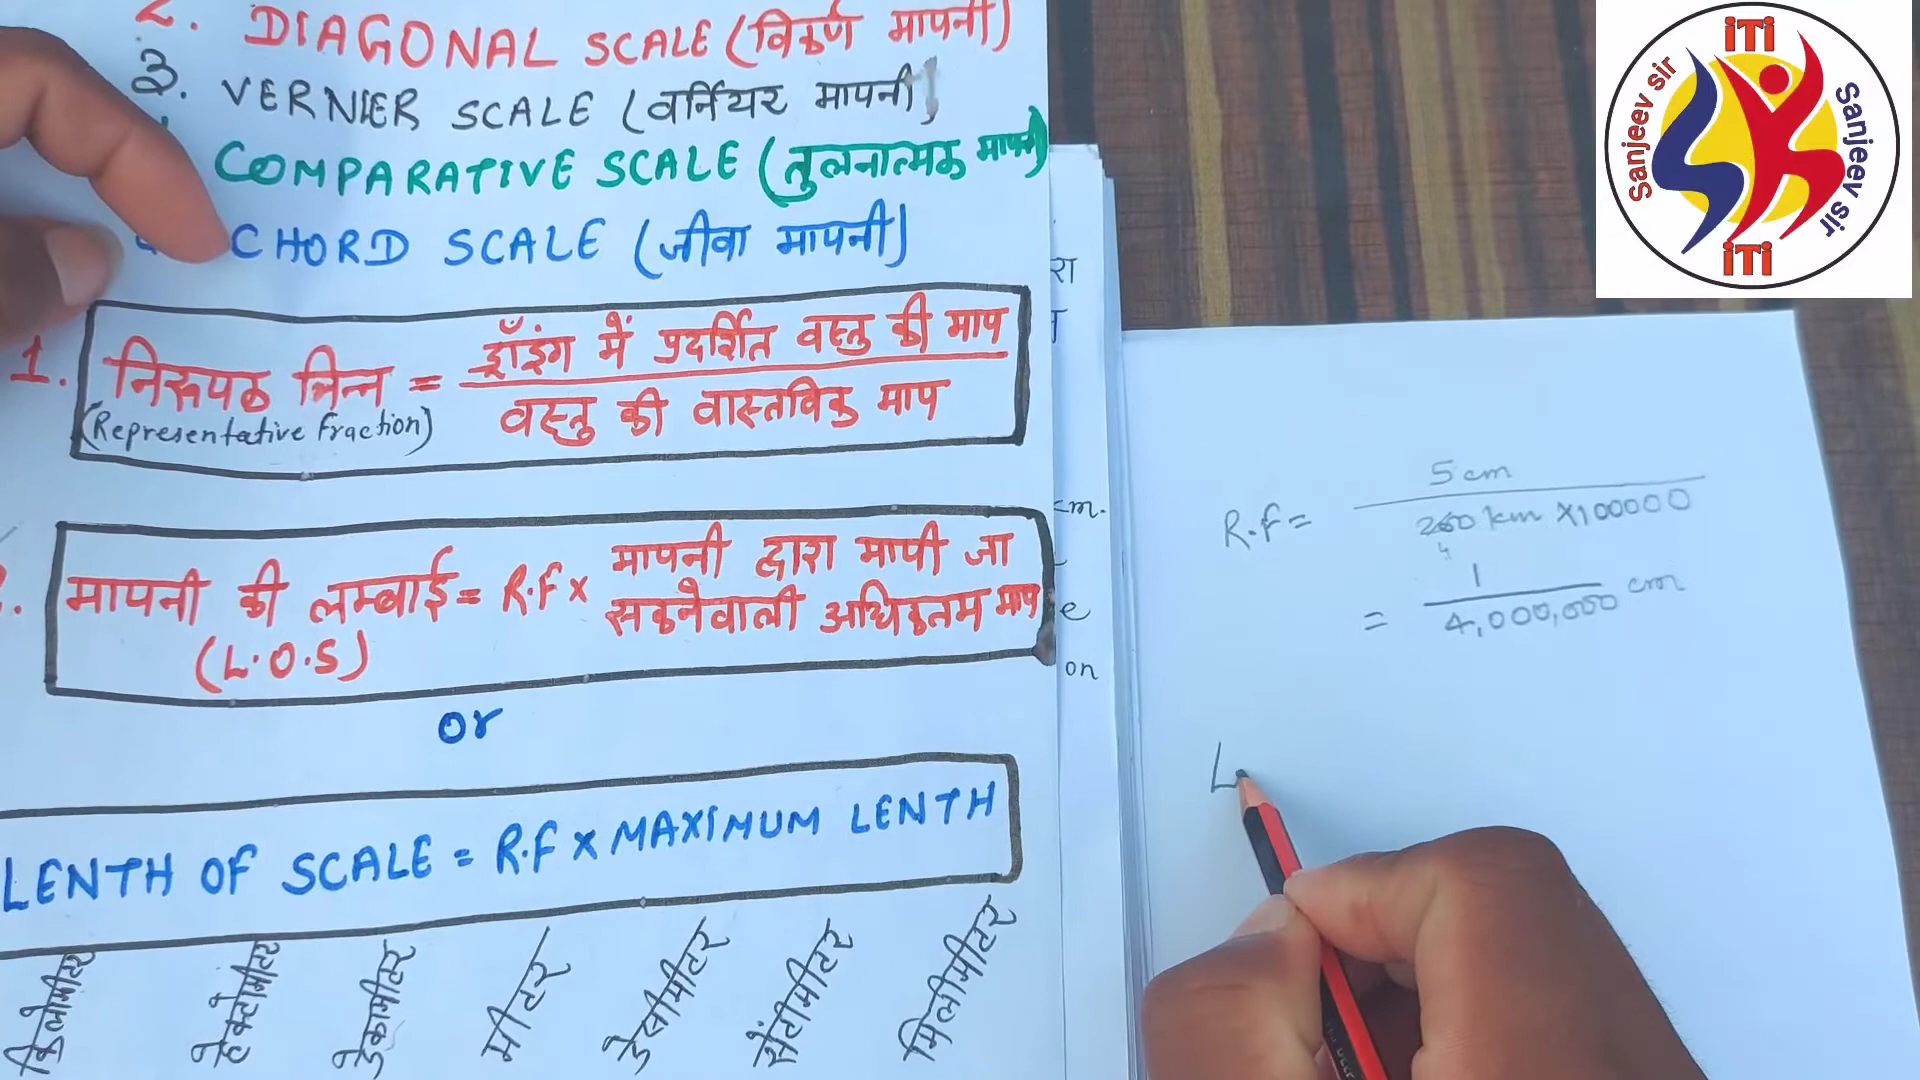 2. DIAGONAL SCALE (विकर्ण मापनी)
3. VERNIER SCALE (वर्नियर मापनी)
COMPARATIVE SCALE (तुलनात्मक मापनी)
CHORD SCALE (जीवा मापनी)
1. निरूपक भिन्न = ड्रॉइंग में प्रदर्शित वस्तु की माप
वस्तु की वास्तविक माप
(Representative fraction)
मापनी की लम्बाई = R.F × मापनी द्वारा मापी जा
सकनेवाली अधिकतम माप
(L.O.S)
or
LENTH OF SCALE = R.F × MAXIMUM LENTH
किलोमीटर
हेक्टोमीटर
डेकामीटर
मीटर
डेसीमीटर
सेंटीमीटर
मिलीमीटर
रा
cm.
e
on
R.F = 5 cm
200 km × 100000
4
= 1
4,000,000 cm
L
iTi
Sanjeev sir
Sanjeev sir
iTi